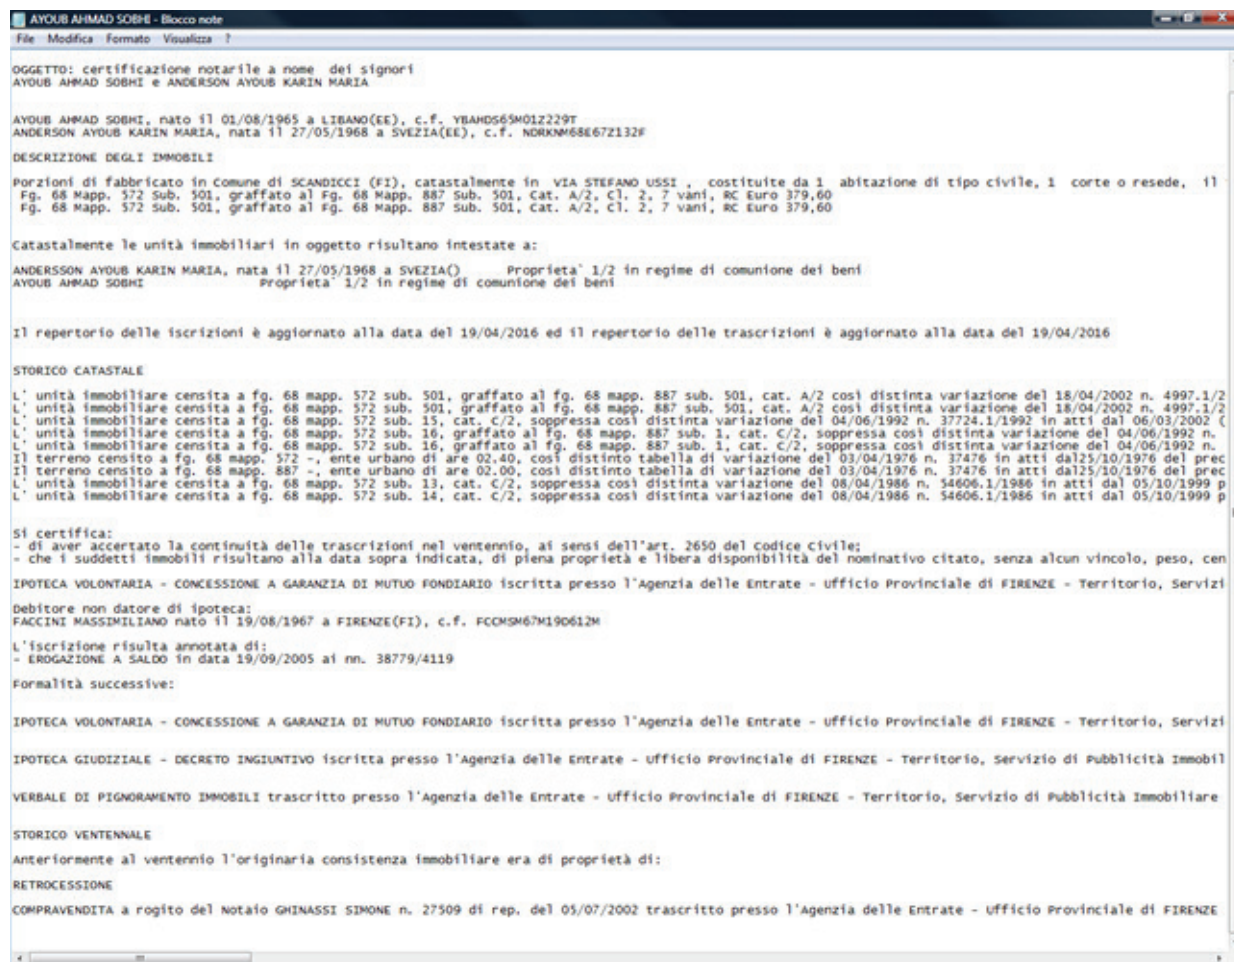 AYOUB AHMAD SOBHI - Blocco note
File Modifica Formato Visualizza ?
OGGETTO: certificazione notarile a nome dei signori
AYOUB AHMAD SOBHI e ANDERSON AYOUB KARIN MARIA
AYOUB AHMAD SOBHI, nato il 01/08/1965 a LIBANO(EE), c.f. YBAHDS65M01Z229T
ANDERSON AYOUB KARIN MARIA, nata il 27/05/1968 a SVEZIA(EE), c.f. NDRKNM68E67Z132F
DESCRIZIONE DEGLI IMMOBILI
Porzioni di fabbricato in Comune di SCANDICCI (FI), catastalmente in VIA STEFANO USSI , costituite da 1 abitazione di tipo civile, 1 corte o resede, il
Fg. 68 Mapp. 572 Sub. 501, graffato al Fg. 68 Mapp. 887 Sub. 501, Cat. A/2, Cl. 2, 7 vani, RC Euro 379,60
Fg. 68 Mapp. 572 Sub. 501, graffato al Fg. 68 Mapp. 887 Sub. 501, Cat. A/2, Cl. 2, 7 vani, RC Euro 379,60
Catastalmente le unità immobiliari in oggetto risultano intestate a:
ANDERSSON AYOUB KARIN MARIA, nata il 27/05/1968 a SVEZIA() Proprieta` 1/2 in regime di comunione dei beni
AYOUB AHMAD SOBHI Proprieta` 1/2 in regime di comunione dei beni
Il repertorio delle iscrizioni è aggiornato alla data del 19/04/2016 ed il repertorio delle trascrizioni è aggiornato alla data del 19/04/2016
STORICO CATASTALE
L' unità immobiliare censita a fg. 68 mapp. 572 sub. 501, graffato al fg. 68 mapp. 887 sub. 501, cat. A/2 così distinta variazione del 18/04/2002 n. 4997.1/2
L' unità immobiliare censita a fg. 68 mapp. 572 sub. 501, graffato al fg. 68 mapp. 887 sub. 501, cat. A/2 così distinta variazione del 18/04/2002 n. 4997.1/2
L' unità immobiliare censita a fg. 68 mapp. 572 sub. 15, cat. C/2, soppressa così distinta variazione del 04/06/1992 n. 37724.1/1992 in atti dal 06/03/2002 (
L' unità immobiliare censita a fg. 68 mapp. 572 sub. 16, graffato al fg. 68 mapp. 887 sub. 1, cat. C/2, soppressa così distinta variazione del 04/06/1992 n.
L' unità immobiliare censita a fg. 68 mapp. 572 sub. 16, graffato al fg. 68 mapp. 887 sub. 1, cat. C/2, soppressa così distinta variazione del 04/06/1992 n.
Il terreno censito a fg. 68 mapp. 572 -, ente urbano di are 02.40, così distinto tabella di variazione del 03/04/1976 n. 37476 in atti dal25/10/1976 del prec
Il terreno censito a fg. 68 mapp. 887 -, ente urbano di are 02.00, così distinto tabella di variazione del 03/04/1976 n. 37476 in atti dal25/10/1976 del prec
L' unità immobiliare censita a fg. 68 mapp. 572 sub. 13, cat. C/2, soppressa così distinta variazione del 08/04/1986 n. 54606.1/1986 in atti dal 05/10/1999 p
L' unità immobiliare censita a fg. 68 mapp. 572 sub. 14, cat. C/2, soppressa così distinta variazione del 08/04/1986 n. 54606.1/1986 in atti dal 05/10/1999 p
Si certifica:
- di aver accertato la continuità delle trascrizioni nel ventennio, ai sensi dell'art. 2650 del Codice Civile;
- che i suddetti immobili risultano alla data sopra indicata, di piena proprietà e libera disponibilità del nominativo citato, senza alcun vincolo, peso, cen
IPOTECA VOLONTARIA - CONCESSIONE A GARANZIA DI MUTUO FONDIARIO iscritta presso l'Agenzia delle Entrate - Ufficio Provinciale di FIRENZE - Territorio, Servizi
Debitore non datore di ipoteca:
FACCINI MASSIMILIANO nato il 19/08/1967 a FIRENZE(FI), c.f. FCCMSM67M19D612M
L'iscrizione risulta annotata di:
- EROGAZIONE A SALDO in data 19/09/2005 ai nn. 38779/4119
Formalità successive:
IPOTECA VOLONTARIA - CONCESSIONE A GARANZIA DI MUTUO FONDIARIO iscritta presso l'Agenzia delle Entrate - Ufficio Provinciale di FIRENZE - Territorio, Servizi
IPOTECA GIUDIZIALE - DECRETO INGIUNTIVO iscritta presso l'Agenzia delle Entrate - Ufficio Provinciale di FIRENZE - Territorio, Servizio di Pubblicità Immobil
VERBALE DI PIGNORAMENTO IMMOBILI trascritto presso l'Agenzia delle Entrate - Ufficio Provinciale di FIRENZE - Territorio, Servizio di Pubblicità Immobiliare
STORICO VENTENNALE
Anteriormente al ventennio l'originaria consistenza immobiliare era di proprietà di:
RETROCESSIONE
COMPRAVENDITA a rogito del Notaio GHINASSI SIMONE n. 27509 di rep. del 05/07/2002 trascritto presso l'Agenzia delle Entrate - Ufficio Provinciale di FIRENZE